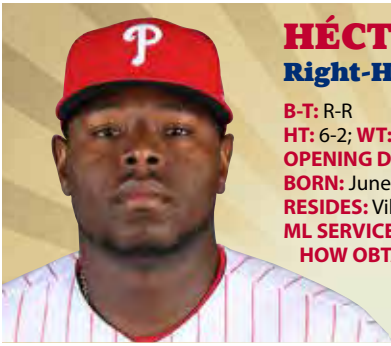 P
HÉCT
Right-H
B-T: R-R
HT: 6-2; WT:
OPENING D
BORN: June
RESIDES: Vil
ML SERVICE
HOW OBT